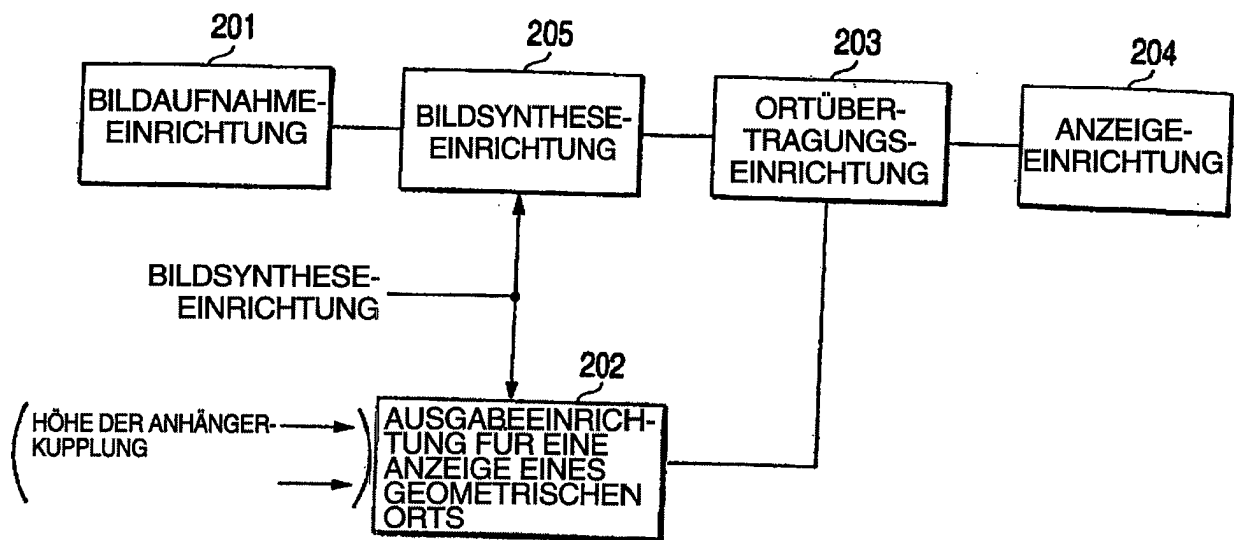 201
BILDAUFNAHME-
EINRICHTUNG
205
BILDSYNTHESE-
EINRICHTUNG
203
ORTÜBER-
TRAGUNGS-
EINRICHTUNG
204
ANZEIGE-
EINRICHTUNG
BILDSYNTHESE-
EINRICHTUNG
HÖHE DER ANHÄNGER-
KUPPLUNG
202
AUSGABEEINRICH-
TUNG FÜR EINE
ANZEIGE EINES
GEOMETRISCHEN
ORTS